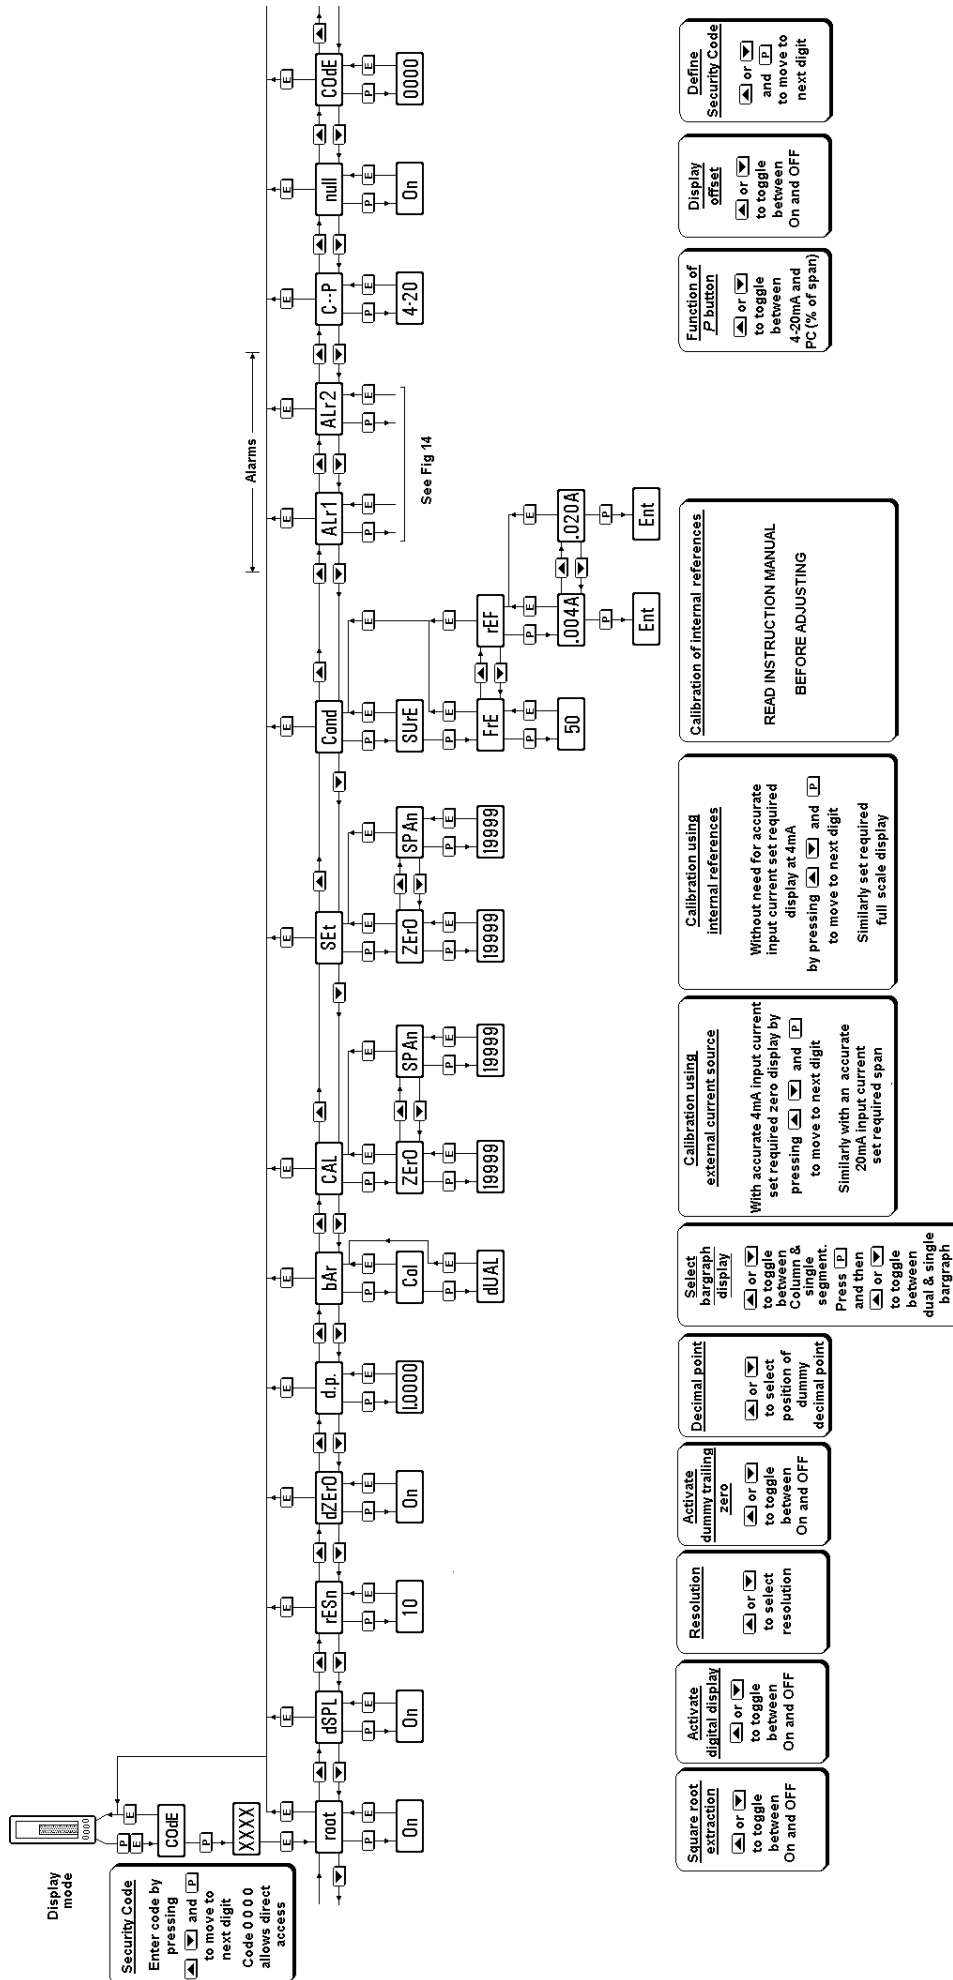 Display
mode
0000
P
E
E
COdE
P
XXXX
E
Security Code
Enter code by
pressing
and P
to move to
next digit
Code 0 0 0 0
allows direct
access
E
root
P
E
On
E
dSPL
P
E
On
E
rESn
P
E
10
E
dZErO
P
E
On
E
d.p.
P
E
1.0000
E
bAr
P
E
Col
P
E
dUAL
E
CAL
P
E
E
ZErO
SPAn
P
E
P
E
19999
19999
E
SEt
P
E
E
ZErO
SPAn
P
E
P
E
19999
19999
E
Cond
P
E
E
SUrE
P
E
E
FrE
rEF
P
E
P
E
E
50
.004A
.020A
P
P
Ent
Ent
Alarms
E
ALr1
P
E
E
ALr2
P
E
See Fig 14
E
C--P
P
E
4-20
E
null
P
E
On
E
COdE
P
E
0000
Square root
extraction
or
to toggle
between
On and OFF
Activate
digital display
or
to toggle
between
On and OFF
Resolution
or
to select
resolution
Activate
dummy trailing
zero
or
to toggle
between
On and OFF
Decimal point
or
to select
position of
dummy
decimal point
Select
bargraph
display
or
to toggle
between
Column &
single
segment.
Press P
and then
or
to toggle
between
dual & single
bargraph
Calibration using
external current source
With accurate 4mA input current
set required zero display by
pressing and P
to move to next digit
Similarly with an accurate
20mA input current
set required span
Calibration using
internal references
Without need for accurate
input current set required
display at 4mA
by pressing and P
to move to next digit
Similarly set required
full scale display
Calibration of internal references
READ INSTRUCTION MANUAL
BEFORE ADJUSTING
Function of
P button
or
to toggle
between
4-20mA and
PC (% of span)
Display
offset
or
to toggle
between
On and OFF
Define
Security Code
or
and P
to move to
next digit